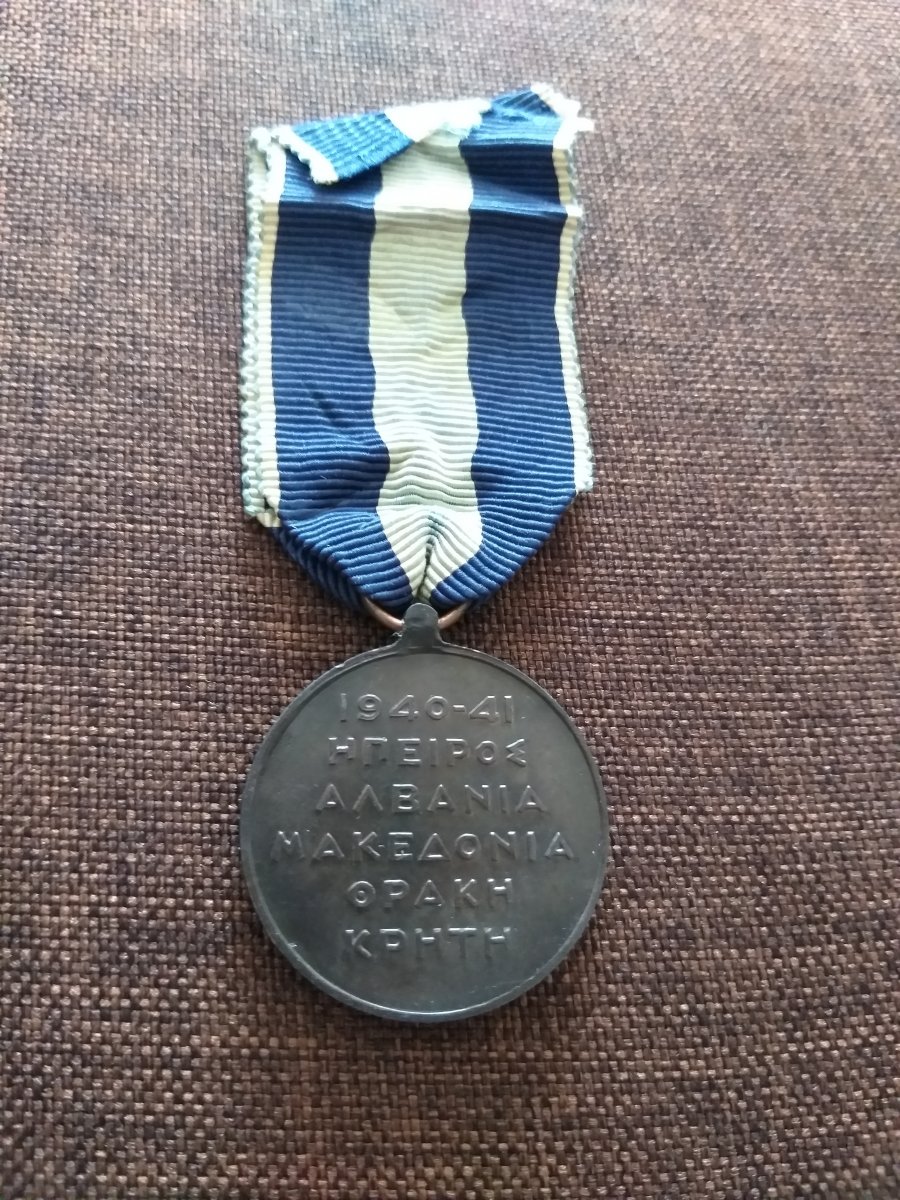 1940-41
ΗΠΕΙΡΟΣ
ΑΛΒΑΝΙΑ
ΜΑΚΕΔΟΝΙΑ
ΘΡΑΚΗ
ΚΡΗΤΗ